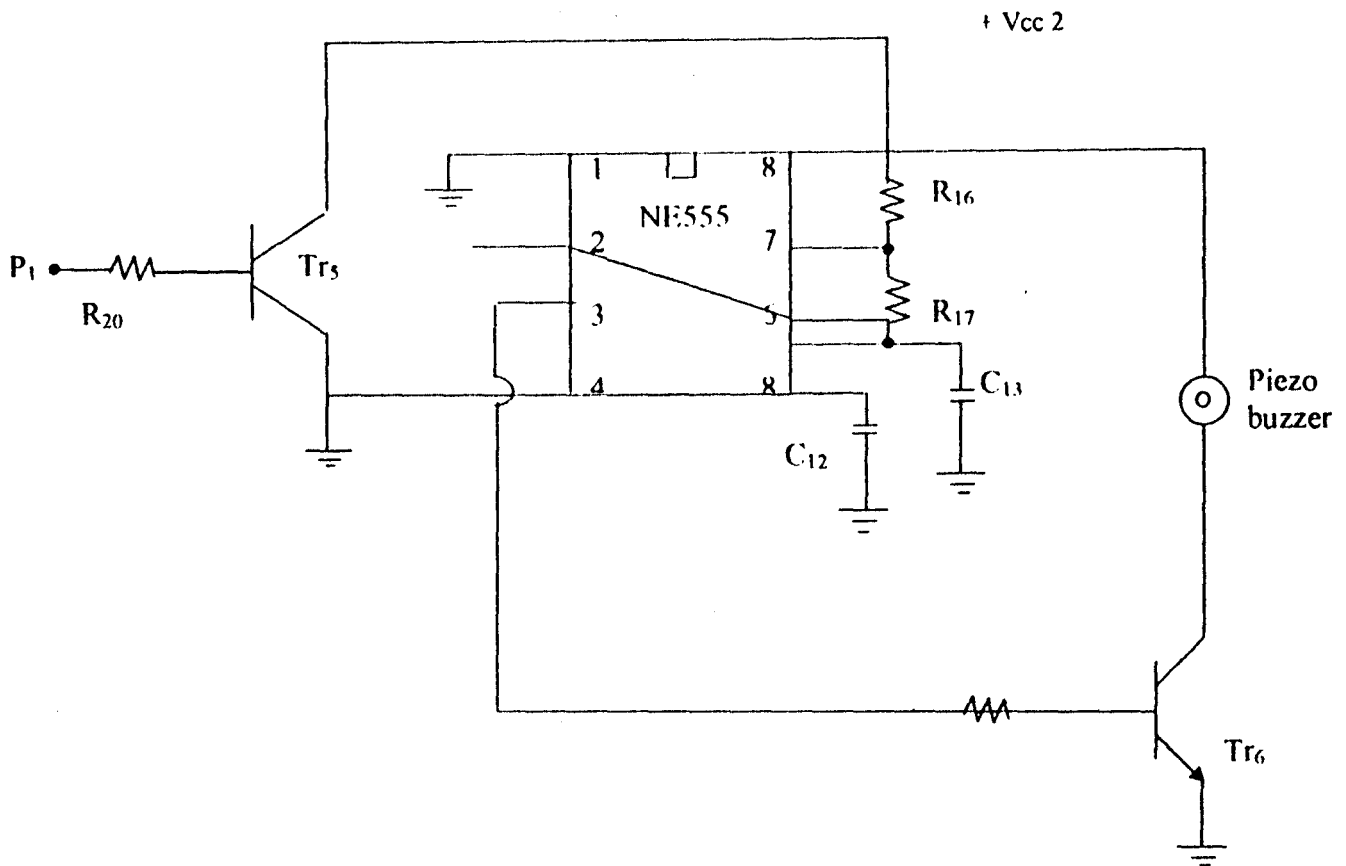 + Vcc 2
1 8
NE555
R16
2 7
P1
Tr5
R20
3 5
R17
4 8
C13
C12
Piezo
buzzer
Tr6